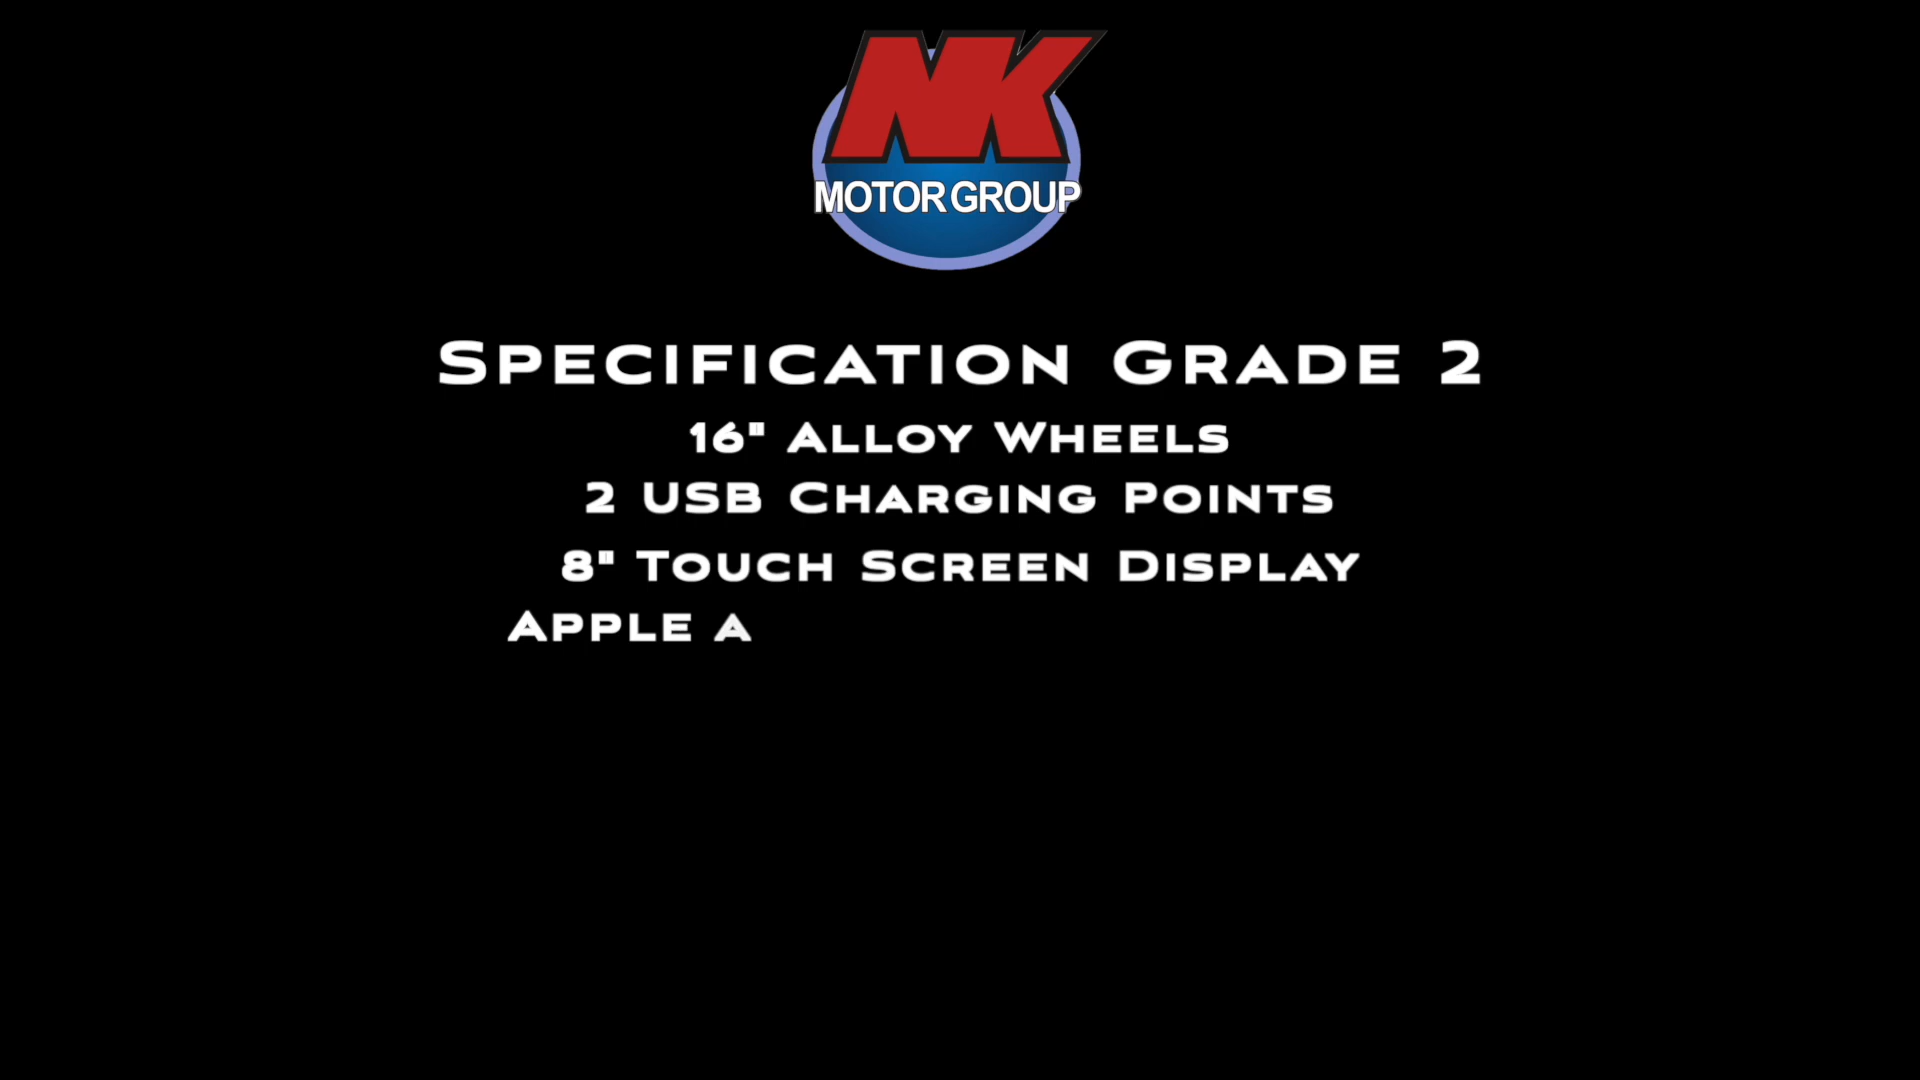 NK
MOTOR GROUP
Specification Grade 2
16" Alloy Wheels
2 USB Charging Points
8" Touch Screen Display
Apple a